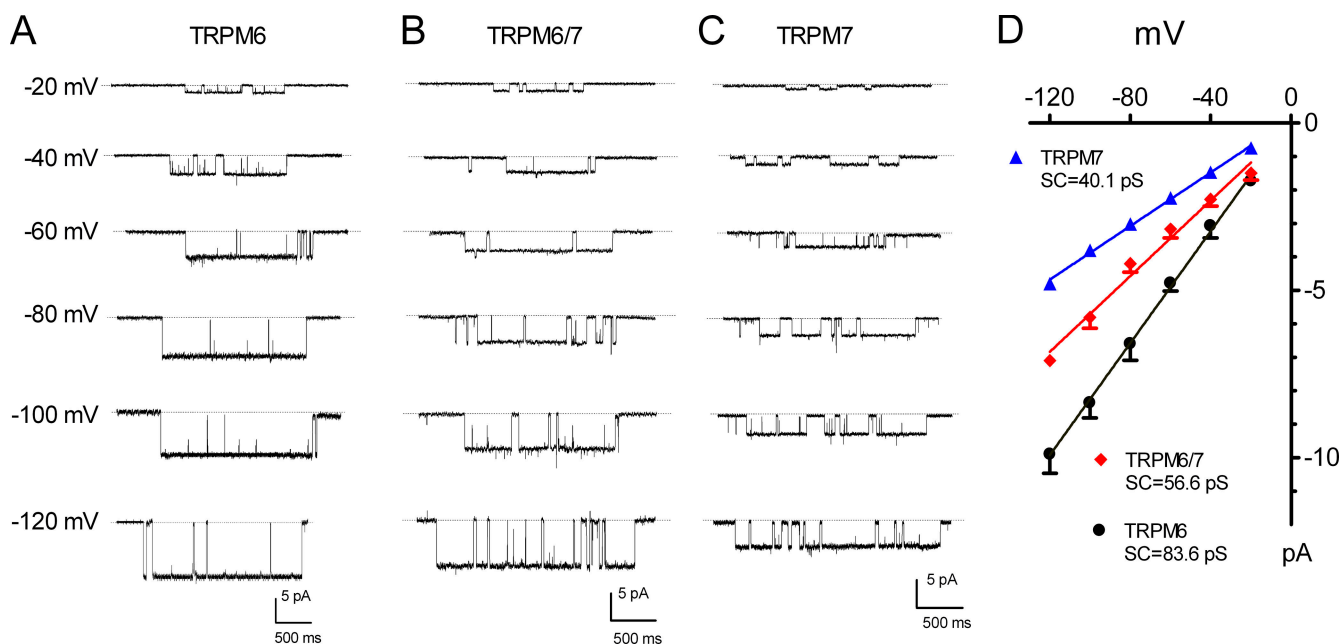 A
TRPM6
B
TRPM6/7
C
TRPM7
D
mV
-20 mV
-40 mV
-60 mV
-80 mV
-100 mV
-120 mV
5 pA
500 ms
5 pA
500 ms
5 pA
500 ms
-120
-80
-40
0
0
-5
-10
pA
TRPM7
SC=40.1 pS
TRPM6/7
SC=56.6 pS
TRPM6
SC=83.6 pS